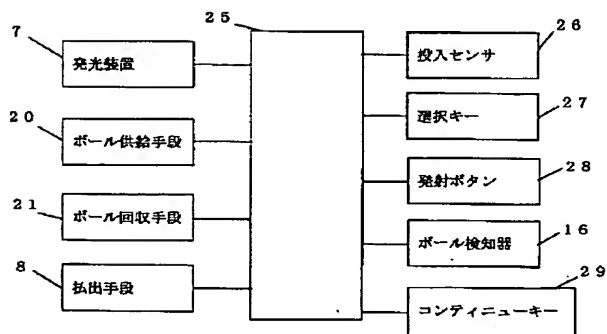 25
7
発光装置
20
ボール供給手段
21
ボール回収手段
8
払出手段
投入センサ
26
選択キー
27
発射ボタン
28
ボール検知器
16
コンティニューキー
29